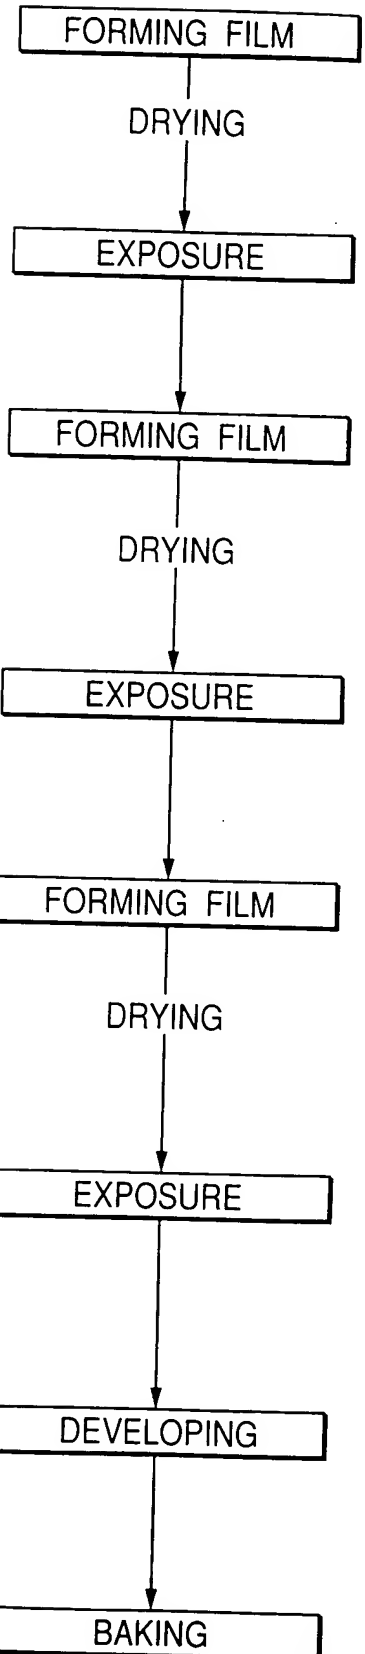 FORMING FILM
DRYING
EXPOSURE
FORMING FILM
DRYING
EXPOSURE
FORMING FILM
DRYING
EXPOSURE
DEVELOPING
BAKING